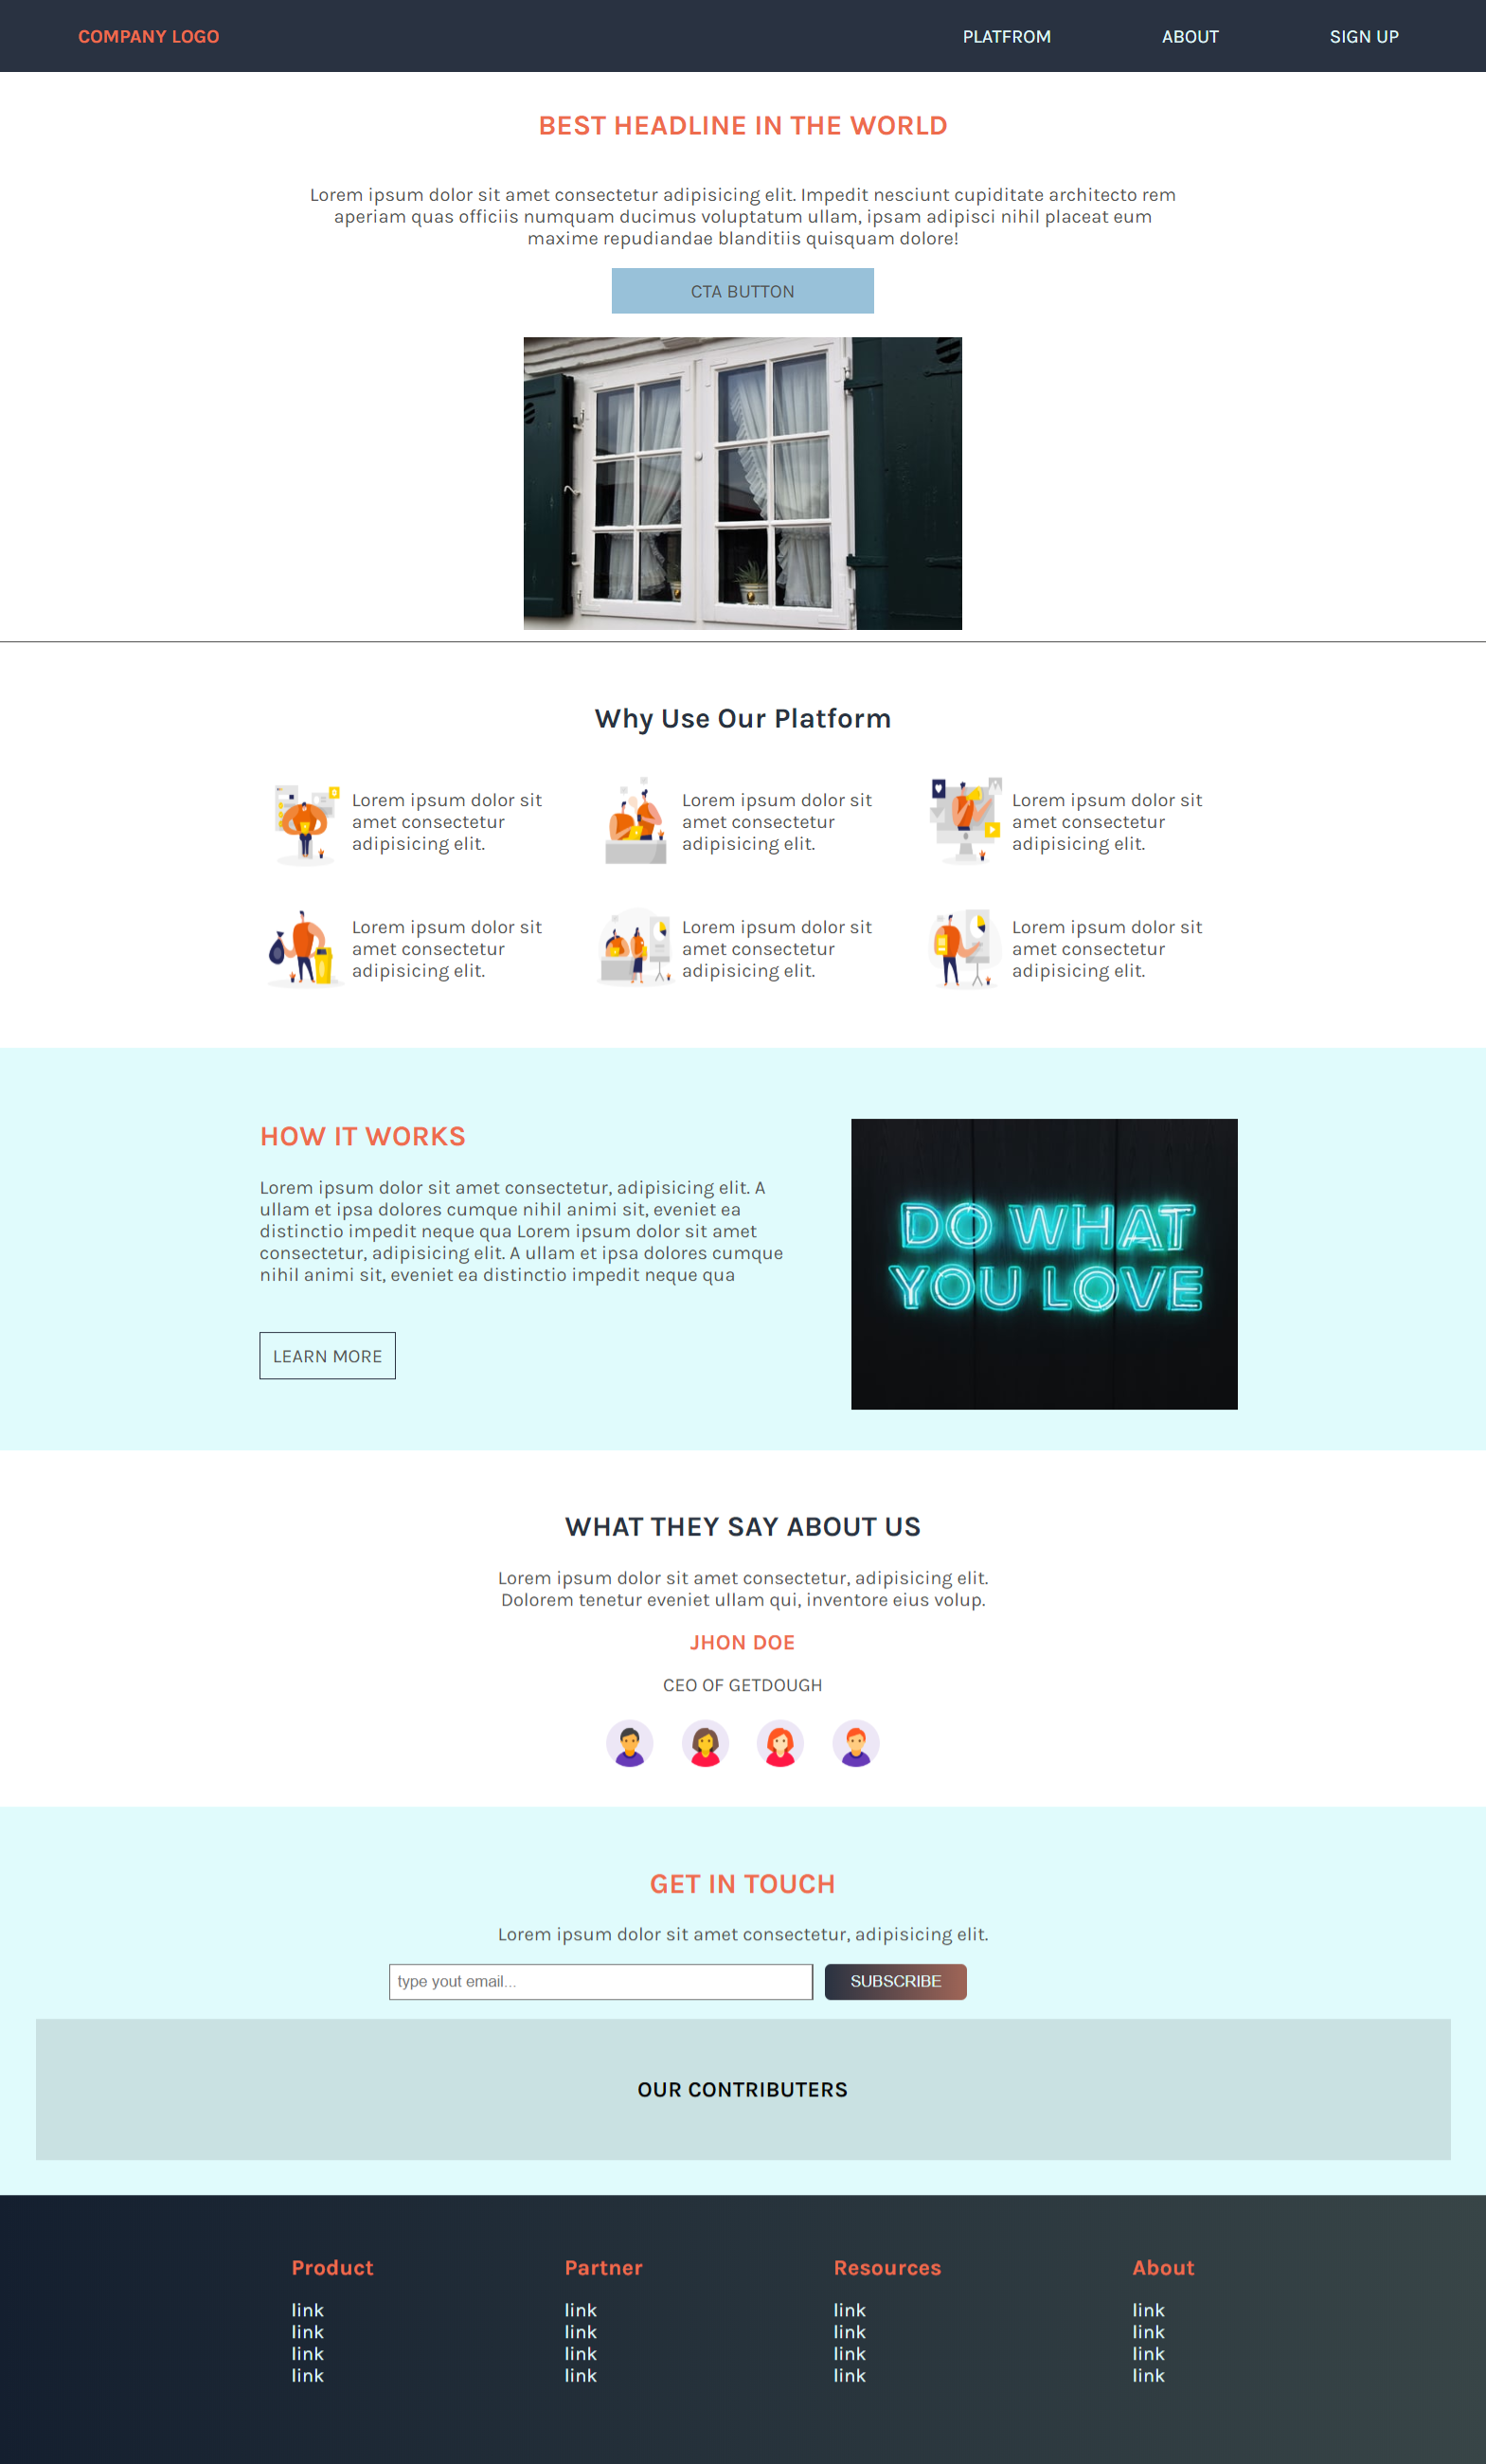 COMPANY LOGO PLATFROM ABOUT SIGN UP
BEST HEADLINE IN THE WORLD
Lorem ipsum dolor sit amet consectetur adipisicing elit. Impedit nesciunt cupiditate architecto rem
aperiam quas officiis numquam ducimus voluptatum ullam, ipsam adipisci nihil placeat eum
maxime repudiandae blanditiis quisquam dolore!
CTA BUTTON
Why Use Our Platform
Lorem ipsum dolor sit
amet consectetur
adipisicing elit.
Lorem ipsum dolor sit
amet consectetur
adipisicing elit.
Lorem ipsum dolor sit
amet consectetur
adipisicing elit.
Lorem ipsum dolor sit
amet consectetur
adipisicing elit.
Lorem ipsum dolor sit
amet consectetur
adipisicing elit.
Lorem ipsum dolor sit
amet consectetur
adipisicing elit.
HOW IT WORKS
Lorem ipsum dolor sit amet consectetur, adipisicing elit. A
ullam et ipsa dolores cumque nihil animi sit, eveniet ea
distinctio impedit neque qua Lorem ipsum dolor sit amet
consectetur, adipisicing elit. A ullam et ipsa dolores cumque
nihil animi sit, eveniet ea distinctio impedit neque qua
LEARN MORE
DO WHAT
YOU LOVE
WHAT THEY SAY ABOUT US
Lorem ipsum dolor sit amet consectetur, adipisicing elit.
Dolorem tenetur eveniet ullam qui, inventore eius volup.
JHON DOE
CEO OF GETDOUGH
GET IN TOUCH
Lorem ipsum dolor sit amet consectetur, adipisicing elit.
type yout email... SUBSCRIBE
OUR CONTRIBUTERS
Product
link
link
link
link
Partner
link
link
link
link
Resources
link
link
link
link
About
link
link
link
link